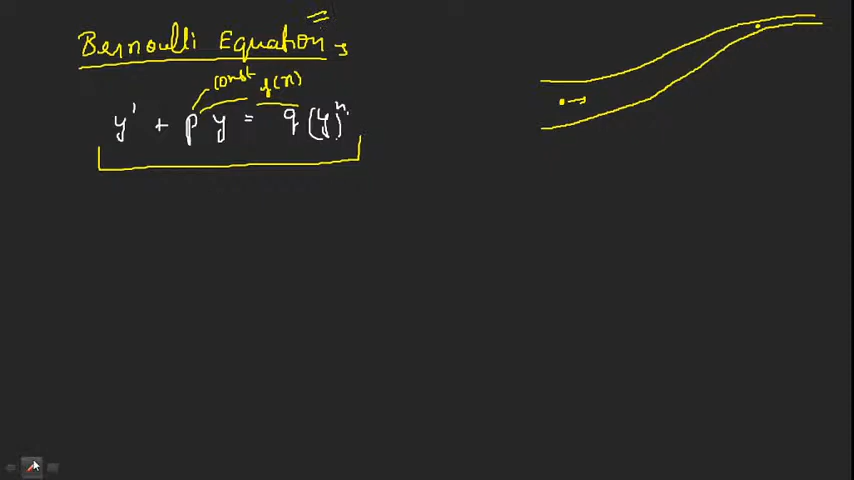 Bernoulli Equation
const f(x)
y' + p y = q (y)^n